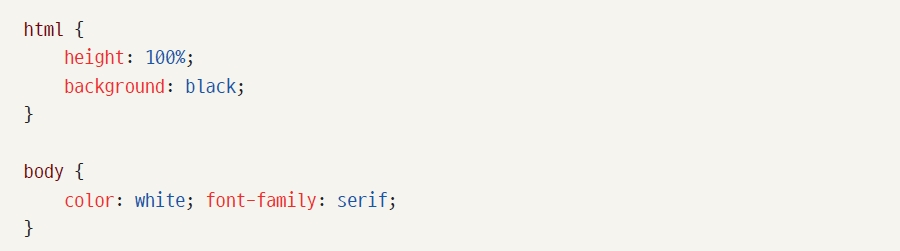 html {
    height: 100%;
    background: black;
}

body {
    color: white; font-family: serif;
}